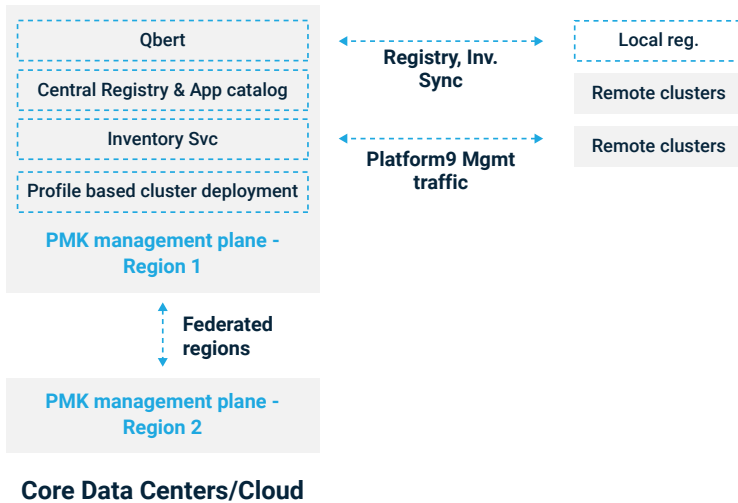 Qbert
Central Registry & App catalog
Inventory Svc
Profile based cluster deployment
PMK management plane -
Region 1
Registry, Inv.
Sync
Platform9 Mgmt
traffic
Local reg.
Remote clusters
Remote clusters
Federated
regions
PMK management plane -
Region 2
Core Data Centers/Cloud